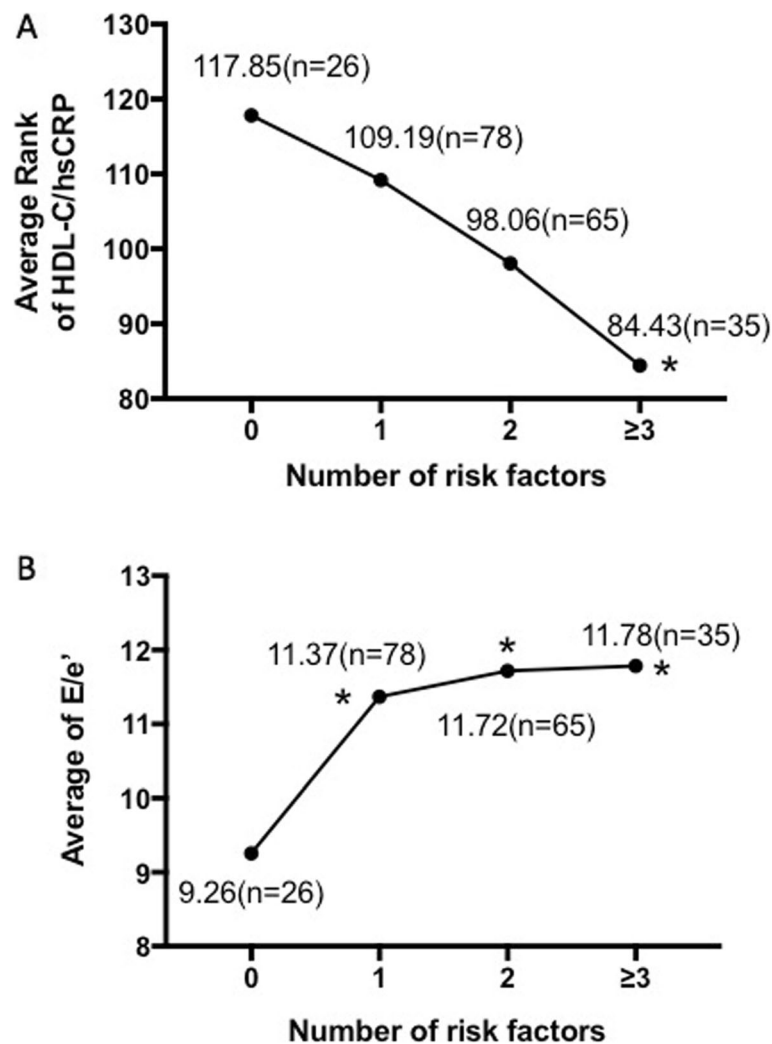 A
130
120
110
100
90
80
Average Rank
of HDL-C/hsCRP
117.85(n=26)
109.19(n=78)
98.06(n=65)
84.43(n=35)
*
0 1 2 ≥3
Number of risk factors
B
13
12
11
10
9
8
Average of E/e’
9.26(n=26)
11.37(n=78)
*
11.72(n=65)
*
11.78(n=35)
*
0 1 2 ≥3
Number of risk factors